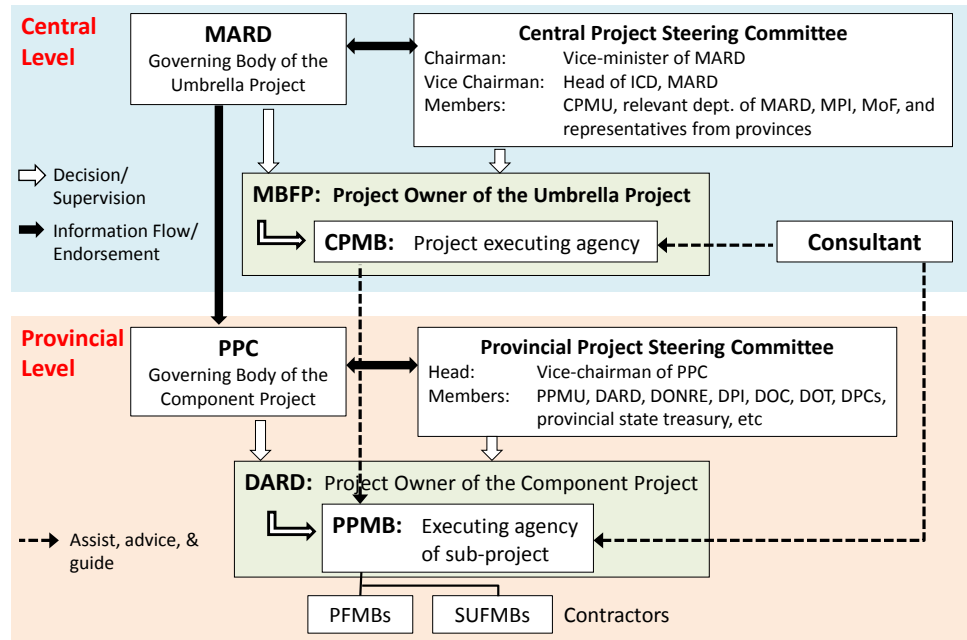 Central
Level
MARD
Governing Body of the
Umbrella Project
Central Project Steering Committee
Chairman: Vice-minister of MARD
Vice Chairman: Head of ICD, MARD
Members: CPMU, relevant dept. of MARD, MPI, MoF, and
representatives from provinces
Decision/
Supervision
Information Flow/
Endorsement
MBFP: Project Owner of the Umbrella Project
CPMB: Project executing agency
Consultant
Provincial
Level
PPC
Governing Body of the
Component Project
Provincial Project Steering Committee
Head: Vice-chairman of PPC
Members: PPMU, DARD, DONRE, DPI, DOC, DOT, DPCs,
provincial state treasury, etc
DARD: Project Owner of the Component Project
PPMB: Executing agency
of sub-project
Assist, advice, &
guide
PFMBs
SUFMBs
Contractors